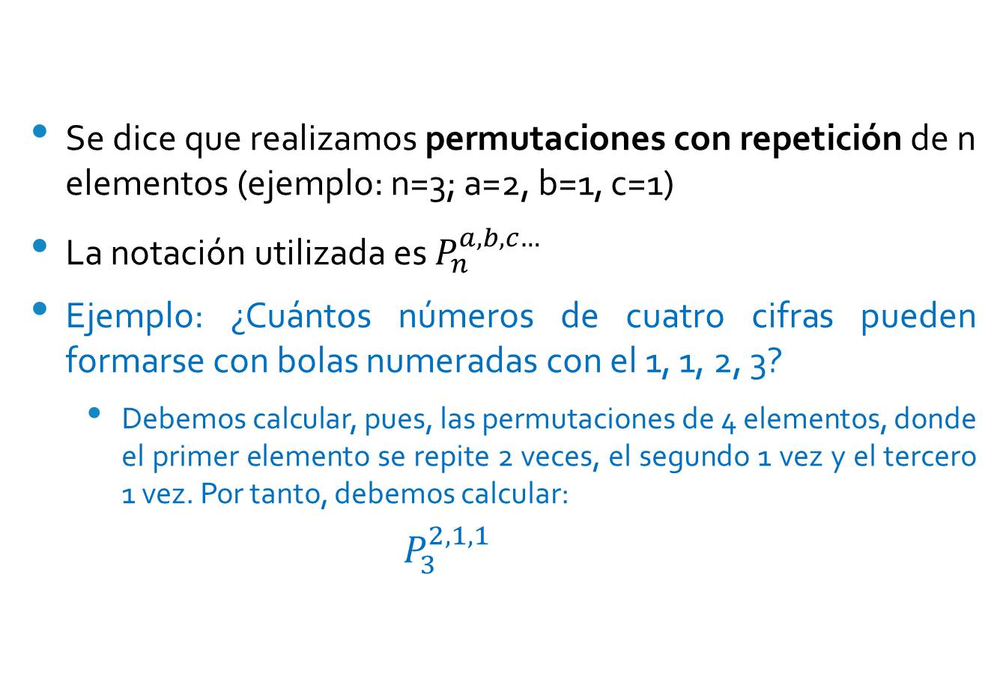 • Se dice que realizamos permutaciones con repetición de n
elementos (ejemplo: n=3; a=2, b=1, c=1)
• La notación utilizada es $P_n^{a,b,c...}$
• Ejemplo: ¿Cuántos números de cuatro cifras pueden
formarse con bolas numeradas con el 1, 1, 2, 3?
• Debemos calcular, pues, las permutaciones de 4 elementos, donde
el primer elemento se repite 2 veces, el segundo 1 vez y el tercero
1 vez. Por tanto, debemos calcular:
$P_3^{2,1,1}$